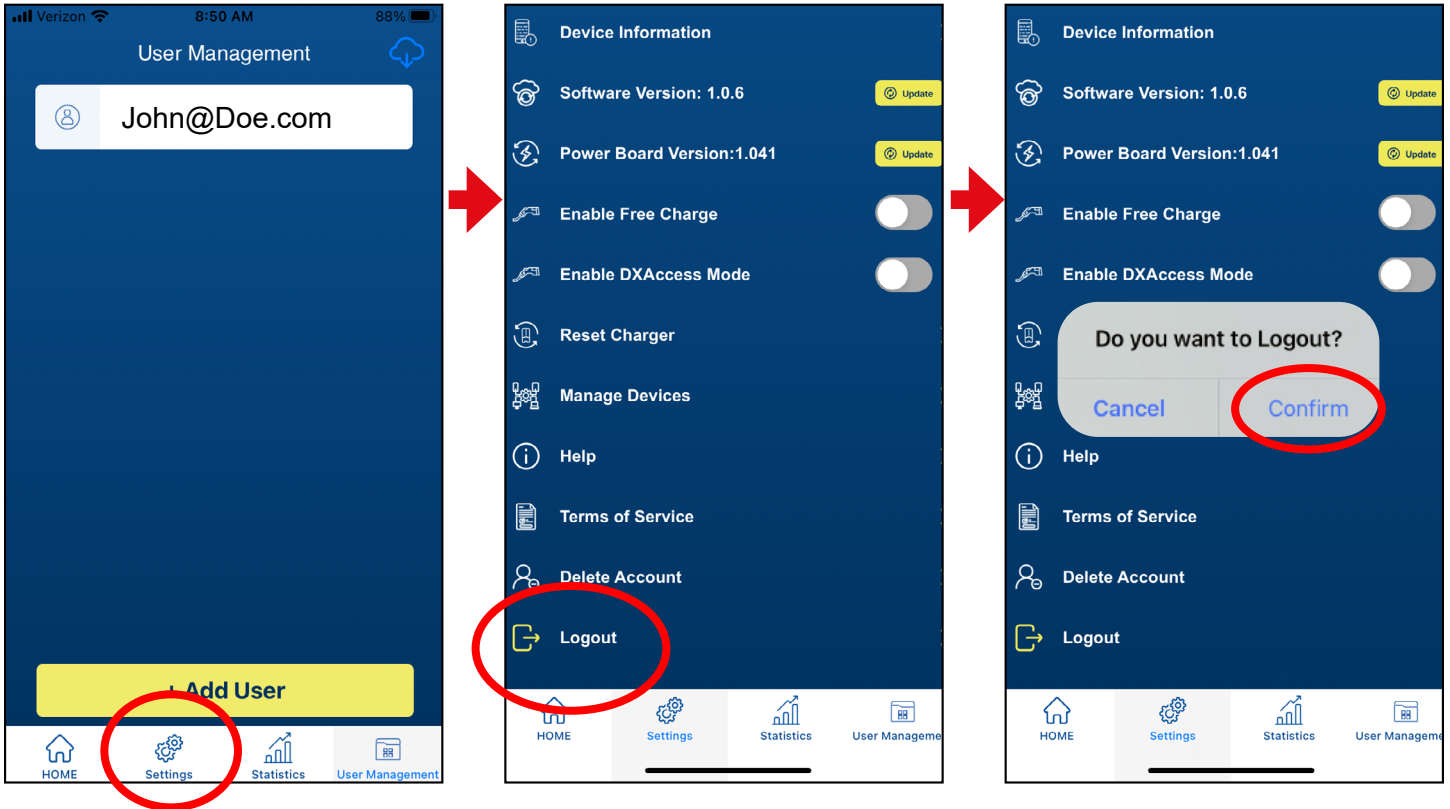 Verizon 8:50 AM 88%
User Management
John@Doe.com
+ Add User
HOME Settings Statistics User Management
Device Information
Software Version: 1.0.6 Update
Power Board Version:1.041 Update
Enable Free Charge
Enable DXAccess Mode
Reset Charger
Manage Devices
Help
Terms of Service
Delete Account
Logout
HOME Settings Statistics User Manageme
Device Information
Software Version: 1.0.6 Update
Power Board Version:1.041 Update
Enable Free Charge
Enable DXAccess Mode
Do you want to Logout?
Cancel Confirm
Help
Terms of Service
Delete Account
Logout
HOME Settings Statistics User Manageme